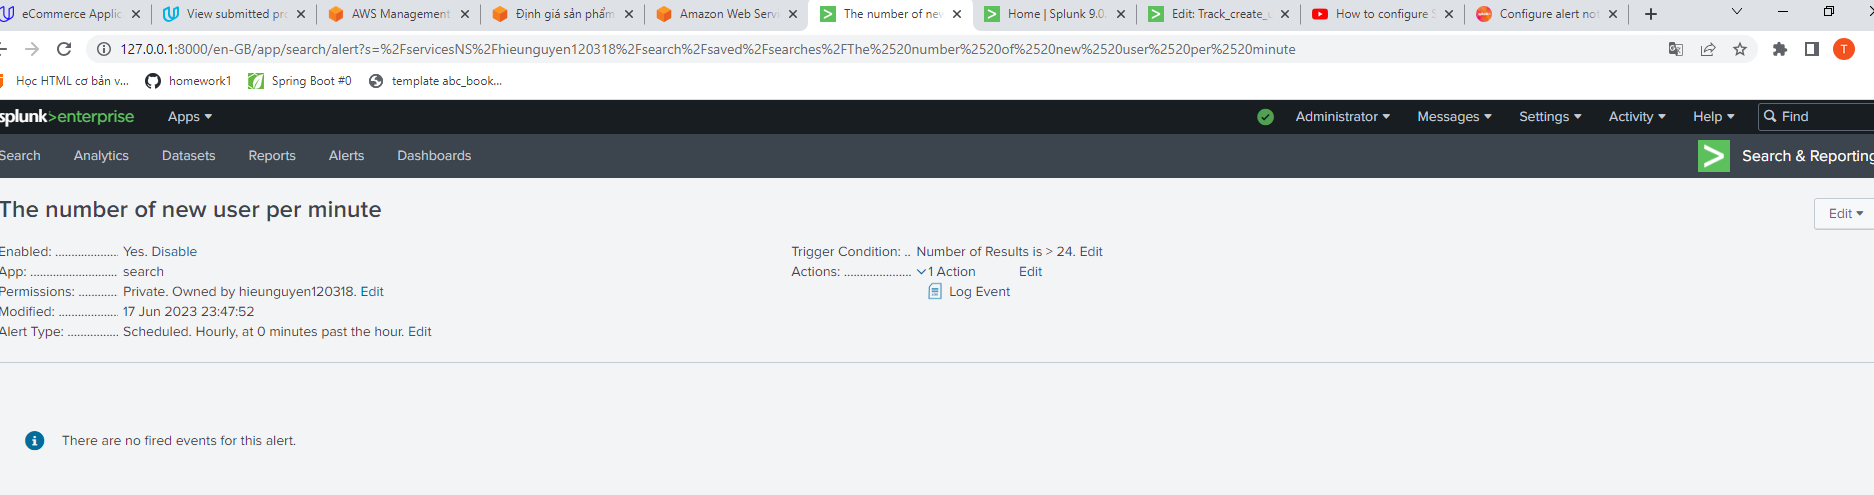 eCommerce Applic
View submitted pro
AWS Management
Định giá sản phẩm
Amazon Web Servi
The number of new
Home | Splunk 9.0.
Edit: Track_create_u
How to configure S
Configure alert not
127.0.0.1:8000/en-GB/app/search/alert?s=%2FservicesNS%2Fhieunguyen120318%2Fsearch%2Fsaved%2Fsearches%2FThe%2520number%2520of%2520new%2520user%2520per%2520minute
T
Học HTML cơ bản v...
homework1
Spring Boot #0
template abc_book...
splunk>enterprise
Apps
Administrator
Messages
Settings
Activity
Help
Find
Search
Analytics
Datasets
Reports
Alerts
Dashboards
Search & Reporting
The number of new user per minute
Edit
Enabled: .................... Yes. Disable
App: ........................... search
Permissions: ............ Private. Owned by hieunguyen120318. Edit
Modified: .................. 17 Jun 2023 23:47:52
Alert Type: ................ Scheduled. Hourly, at 0 minutes past the hour. Edit
Trigger Condition: .. Number of Results is > 24. Edit
Actions: ..................... 1 Action Edit
Log Event
There are no fired events for this alert.